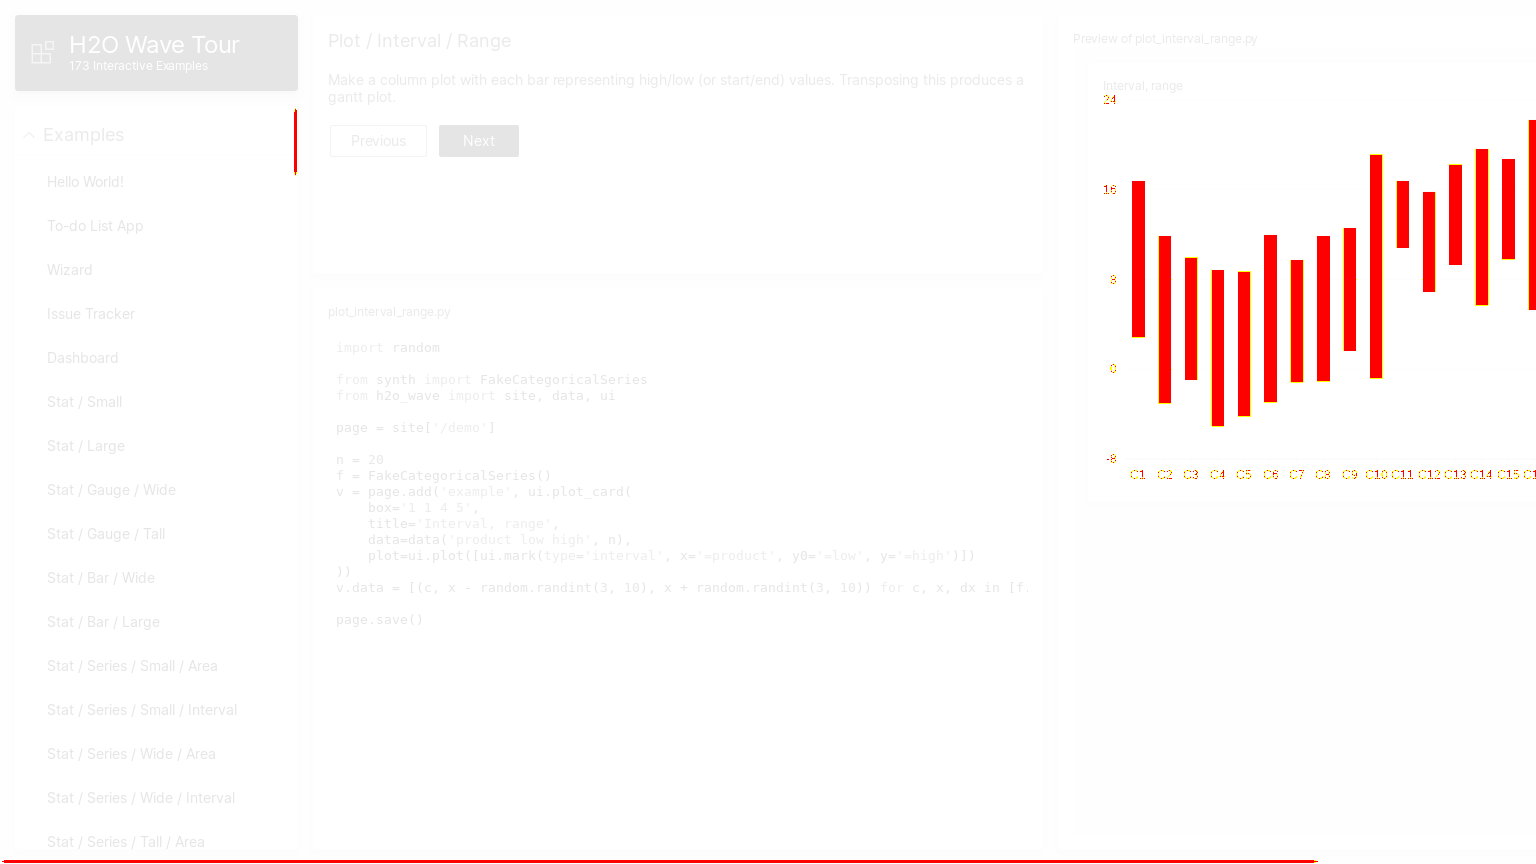 H2O Wave Tour
173 Interactive Examples
Examples
Hello World!
To-do List App
Wizard
Issue Tracker
Dashboard
Stat / Small
Stat / Large
Stat / Gauge / Wide
Stat / Gauge / Tall
Stat / Bar / Wide
Stat / Bar / Large
Stat / Series / Small / Area
Stat / Series / Small / Interval
Stat / Series / Wide / Area
Stat / Series / Wide / Interval
Stat / Series / Tall / Area
Plot / Interval / Range
Make a column plot with each bar representing high/low (or start/end) values. Transposing this produces a
gantt plot.
Previous
Next
plot_interval_range.py
import random
from synth import FakeCategoricalSeries
from h2o_wave import site, data, ui
page = site['/demo']
n = 20
f = FakeCategoricalSeries()
v = page.add('example', ui.plot_card(
    box='1 1 4 5',
    title='Interval, range',
    data=data('product low high', n),
    plot=ui.plot([ui.mark(type='interval', x='=product', y0='=low', y='=high')])
))
v.data = [(c, x - random.randint(3, 10), x + random.randint(3, 10)) for c, x, dx in [f.
page.save()
Preview of plot_interval_range.py
Interval, range
24
16
8
0
-8
C1 C2 C3 C4 C5 C6 C7 C8 C9 C10 C11 C12 C13 C14 C15 C1